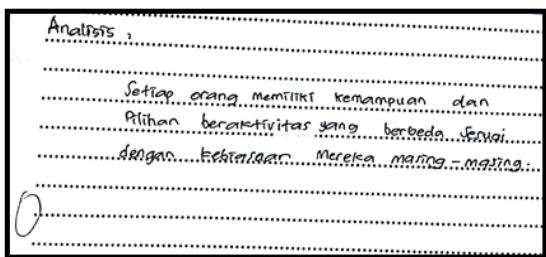 Analisis,
Setiap orang memiliki kemampuan dan
Pilihan beraktivitas yang berbeda Sesuai
dengan kebiasaan Mereka masing-masing.